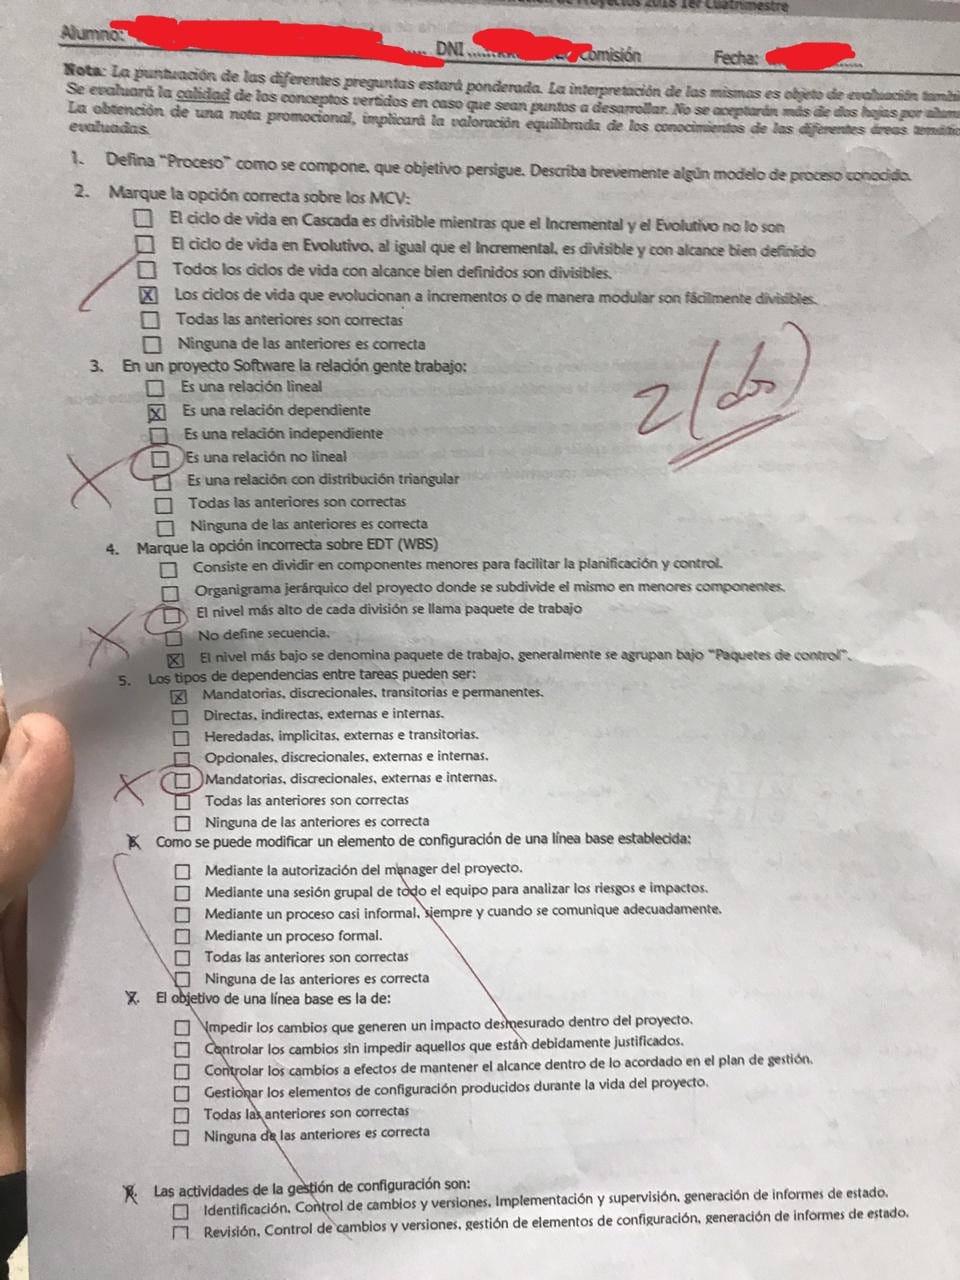 de Proyectos 2018 1er Cuatrimestre
Alumno: DNI Comisión Fecha:
Nota: La puntuación de las diferentes preguntas estará ponderada. La interpretación de las mismas es objeto de evaluación
Se evaluará la calidad de los conceptos vertidos en caso que sean puntos a desarrollar. No se aceptarán más de dos hojas por
La obtención de una nota promocional, implicará la valoración equilibrada de los conocimientos de las diferentes áreas
evaluadas.
1. Defina "Proceso" como se compone, que objetivo persigue. Describa brevemente algún modelo de proceso conocido.
2. Marque la opción correcta sobre los MCV:
El ciclo de vida en Cascada es divisible mientras que el Incremental y el Evolutivo no lo son
El ciclo de vida en Evolutivo, al igual que el Incremental, es divisible y con alcance bien definido
Todos los ciclos de vida con alcance bien definidos son divisibles.
X Los ciclos de vida que evolucionan a incrementos o de manera modular son fácilmente divisibles.
Todas las anteriores son correctas
Ninguna de las anteriores es correcta
3. En un proyecto Software la relación gente trabajo:
Es una relación lineal
X Es una relación dependiente
Es una relación independiente
Es una relación no lineal
Es una relación con distribución triangular
Todas las anteriores son correctas
Ninguna de las anteriores es correcta
2 (dos)
4. Marque la opción incorrecta sobre EDT (WBS)
Consiste en dividir en componentes menores para facilitar la planificación y control.
Organigrama jerárquico del proyecto donde se subdivide el mismo en menores componentes.
El nivel más alto de cada división se llama paquete de trabajo
No define secuencia.
X El nivel más bajo se denomina paquete de trabajo, generalmente se agrupan bajo "Paquetes de control".
5. Los tipos de dependencias entre tareas pueden ser:
X Mandatorias, discrecionales, transitorias e permanentes.
Directas, indirectas, externas e internas.
Heredadas, implicitas, externas e transitorias.
Opcionales, discrecionales, externas e internas.
Mandatorias, discrecionales, externas e internas.
Todas las anteriores son correctas
Ninguna de las anteriores es correcta
6. Como se puede modificar un elemento de configuración de una línea base establecida:
Mediante la autorización del manager del proyecto.
Mediante una sesión grupal de todo el equipo para analizar los riesgos e impactos.
Mediante un proceso casi informal, siempre y cuando se comunique adecuadamente.
Mediante un proceso formal.
Todas las anteriores son correctas
Ninguna de las anteriores es correcta
7. El objetivo de una línea base es la de:
Impedir los cambios que generen un impacto desmesurado dentro del proyecto.
Controlar los cambios sin impedir aquellos que están debidamente justificados.
Controlar los cambios a efectos de mantener el alcance dentro de lo acordado en el plan de gestión.
Gestionar los elementos de configuración producidos durante la vida del proyecto.
Todas las anteriores son correctas
Ninguna de las anteriores es correcta
8. Las actividades de la gestión de configuración son:
Identificación, Control de cambios y versiones, Implementación y supervisión, generación de informes de estado.
Revisión, Control de cambios y versiones, gestión de elementos de configuración, generación de informes de estado.